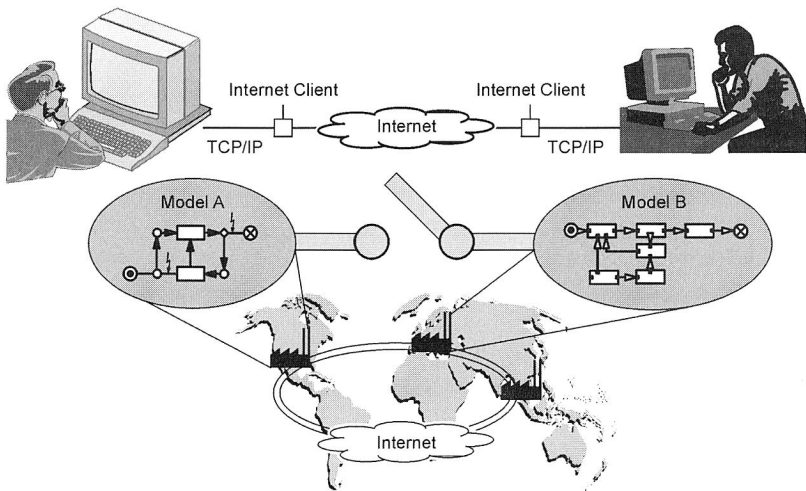 Internet Client
Internet Client
Internet
TCP/IP
TCP/IP
Model A
Model B
Internet